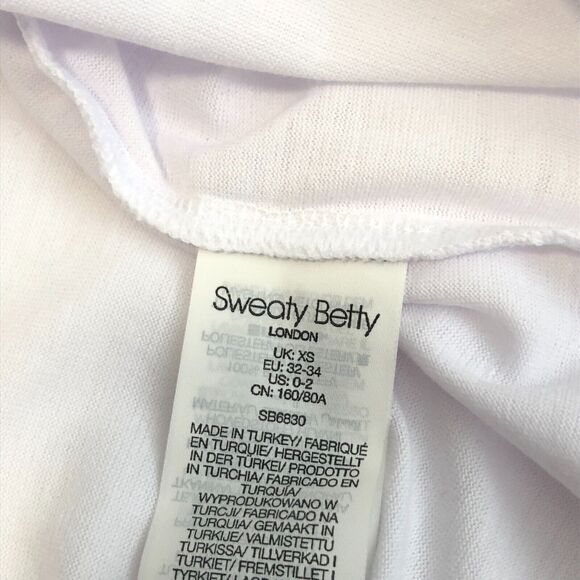 Sweaty Betty
LONDON
UK: XS
EU: 32-34
US: 0-2
CN: 160/80A
SB6830
MADE IN TURKEY/ FABRIQUÉ
EN TURQUIE/ HERGESTELLT
IN DER TÜRKEI/ PRODOTTO
IN TURCHIA/ FABRICADO EN
TURQUÍA/
WYPRODUKOWANO W
TURCJI/ FABRICADO NA
TURQUIA/ GEMAAKT IN
TURKIJE/ VALMISTETTU
TURKISSA/ TILLVERKAD I
TURKIET/ FREMSTILLET I